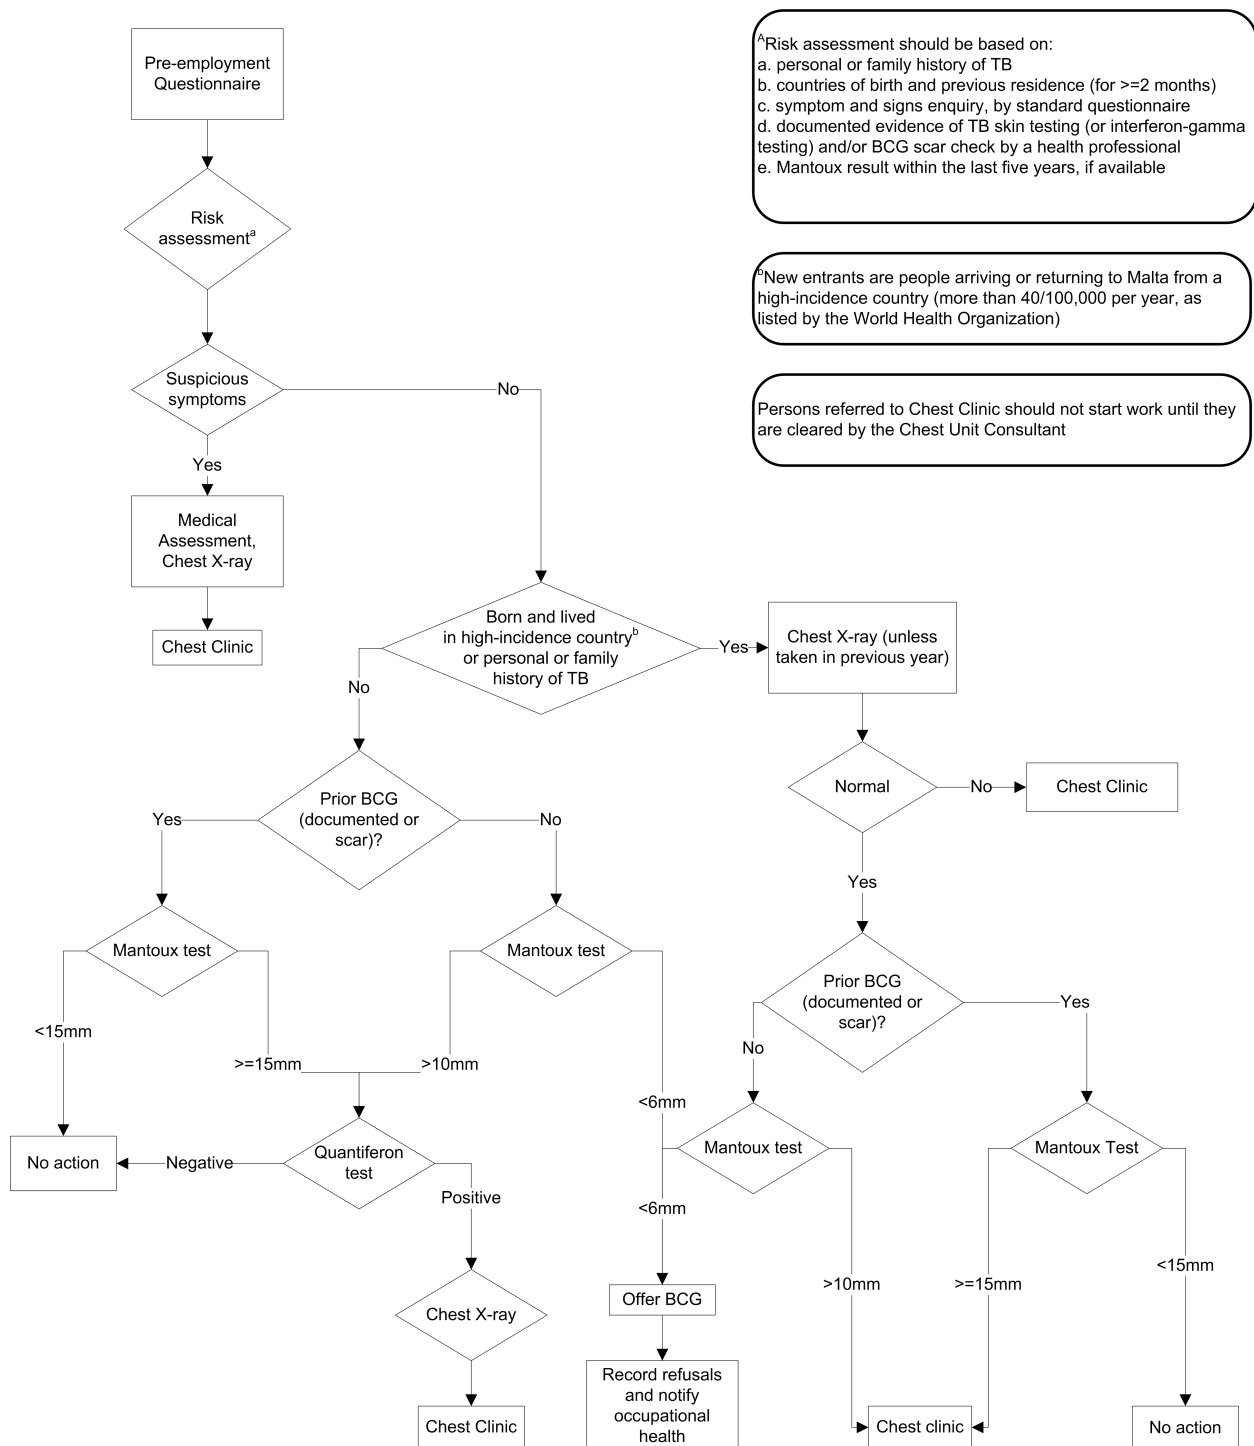 Pre-employment
Questionnaire
Risk
assessmentᵃ
Suspicious
symptoms
No
Yes
Medical
Assessment,
Chest X-ray
Chest Clinic
ᴬRisk assessment should be based on:
a. personal or family history of TB
b. countries of birth and previous residence (for >=2 months)
c. symptom and signs enquiry, by standard questionnaire
d. documented evidence of TB skin testing (or interferon-gamma
testing) and/or BCG scar check by a health professional
e. Mantoux result within the last five years, if available
ᵇNew entrants are people arriving or returning to Malta from a
high-incidence country (more than 40/100,000 per year, as
listed by the World Health Organization)
Persons referred to Chest Clinic should not start work until they
are cleared by the Chest Unit Consultant
Born and lived
in high-incidence countryᵇ
or personal or family
history of TB
Yes
Chest X-ray (unless
taken in previous year)
No
Normal
No
Chest Clinic
Yes
Prior BCG
(documented or
scar)?
Yes
No
Mantoux test
Mantoux test
<15mm
>=15mm
>10mm
<6mm
No action
Negative
Quantiferon
test
Positive
Chest X-ray
Chest Clinic
Prior BCG
(documented or
scar)?
No
Yes
Mantoux test
Mantoux Test
<6mm
>10mm
>=15mm
<15mm
Offer BCG
Record refusals
and notify
occupational
health
Chest clinic
No action